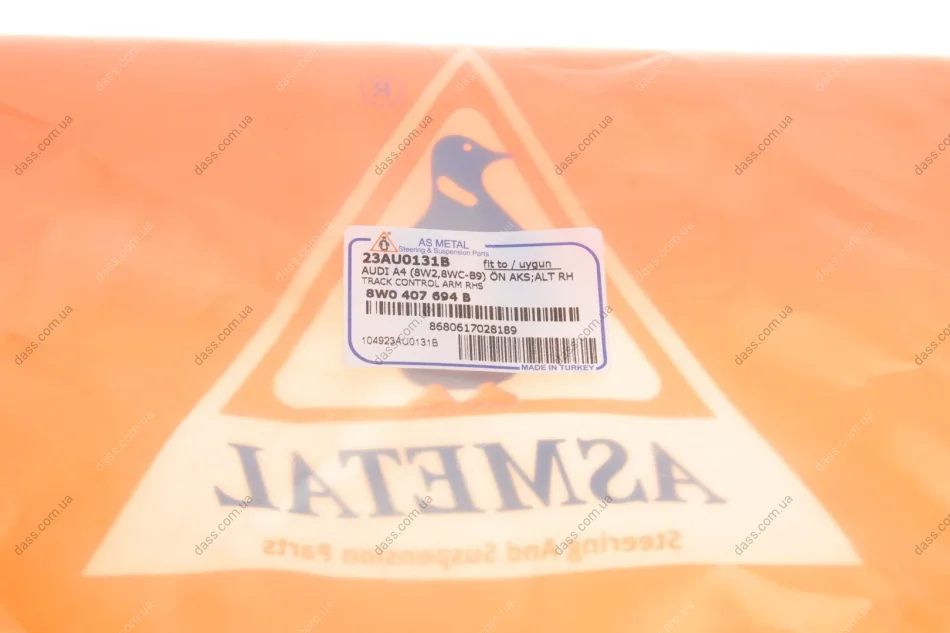 AS METAL
Steering & Suspension Parts
23AU0131B fit to / uygun
AUDI A4 (8W2,8WC-B9) ÖN AKS;ALT RH
TRACK CONTROL ARM RHS
8W0 407 694 B
8680617028189
104923AU0131B
MADE IN TURKEY
ASMETAL
Steering And Suspension Parts
dass.com.ua